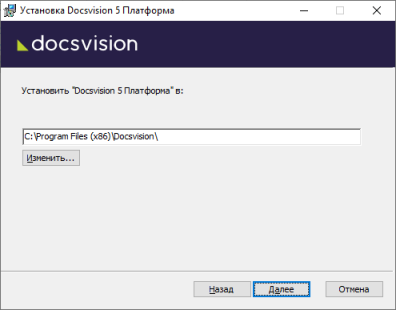 Установка Docsvision 5 Платформа
docsvision
Установить "Docsvision 5 Платформа" в:
C:\Program Files (x86)\Docsvision\
Изменить...
Назад
Далее
Отмена